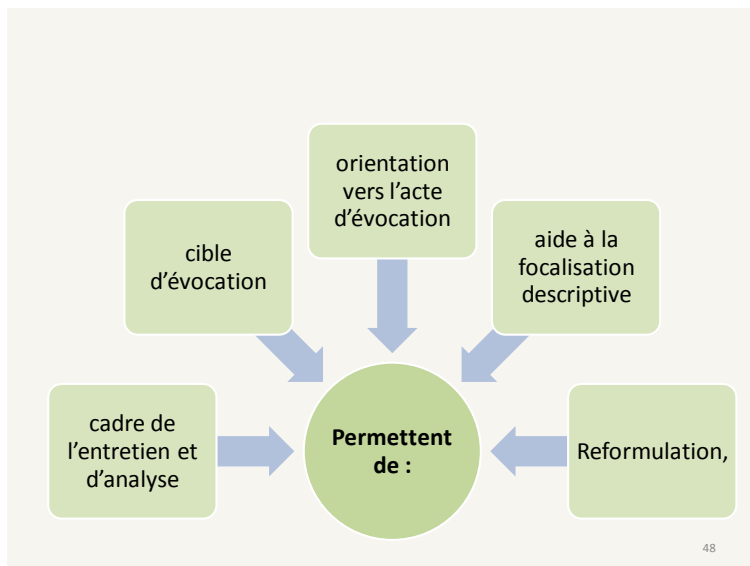 orientation
vers l’acte
d’évocation
cible
d’évocation
aide à la
focalisation
descriptive
cadre de
l’entretien et
d’analyse
Permettent
de :
Reformulation,
48